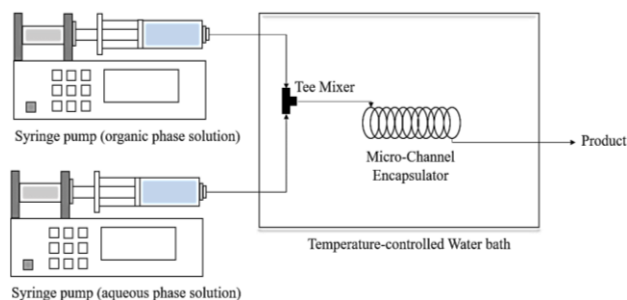 Tee Mixer
Syringe pump (organic phase solution)
Product
Micro-Channel
Encapsulator
Temperature-controlled Water bath
Syringe pump (aqueous phase solution)